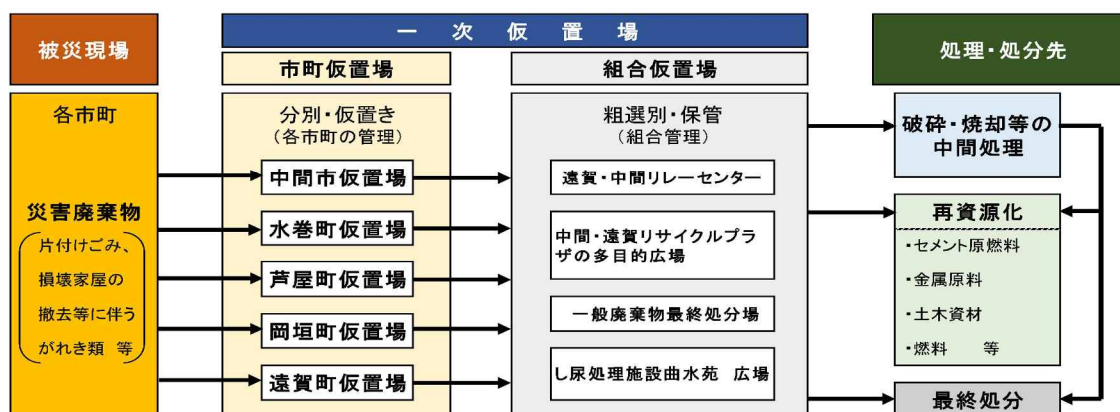 被災現場
一次仮置場
処理・処分先
市町仮置場
組合仮置場
各市町
災害廃棄物
片付けごみ、
損壊家屋の
撤去等に伴う
がれき類 等
分別・仮置き
(各市町の管理)
中間市仮置場
水巻町仮置場
芦屋町仮置場
岡垣町仮置場
遠賀町仮置場
粗選別・保管
(組合管理)
遠賀・中間リレーセンター
中間・遠賀リサイクルプラ
ザの多目的広場
一般廃棄物最終処分場
し尿処理施設曲水苑 広場
破砕・焼却等の
中間処理
再資源化
・セメント原燃料
・金属原料
・土木資材
・燃料 等
最終処分